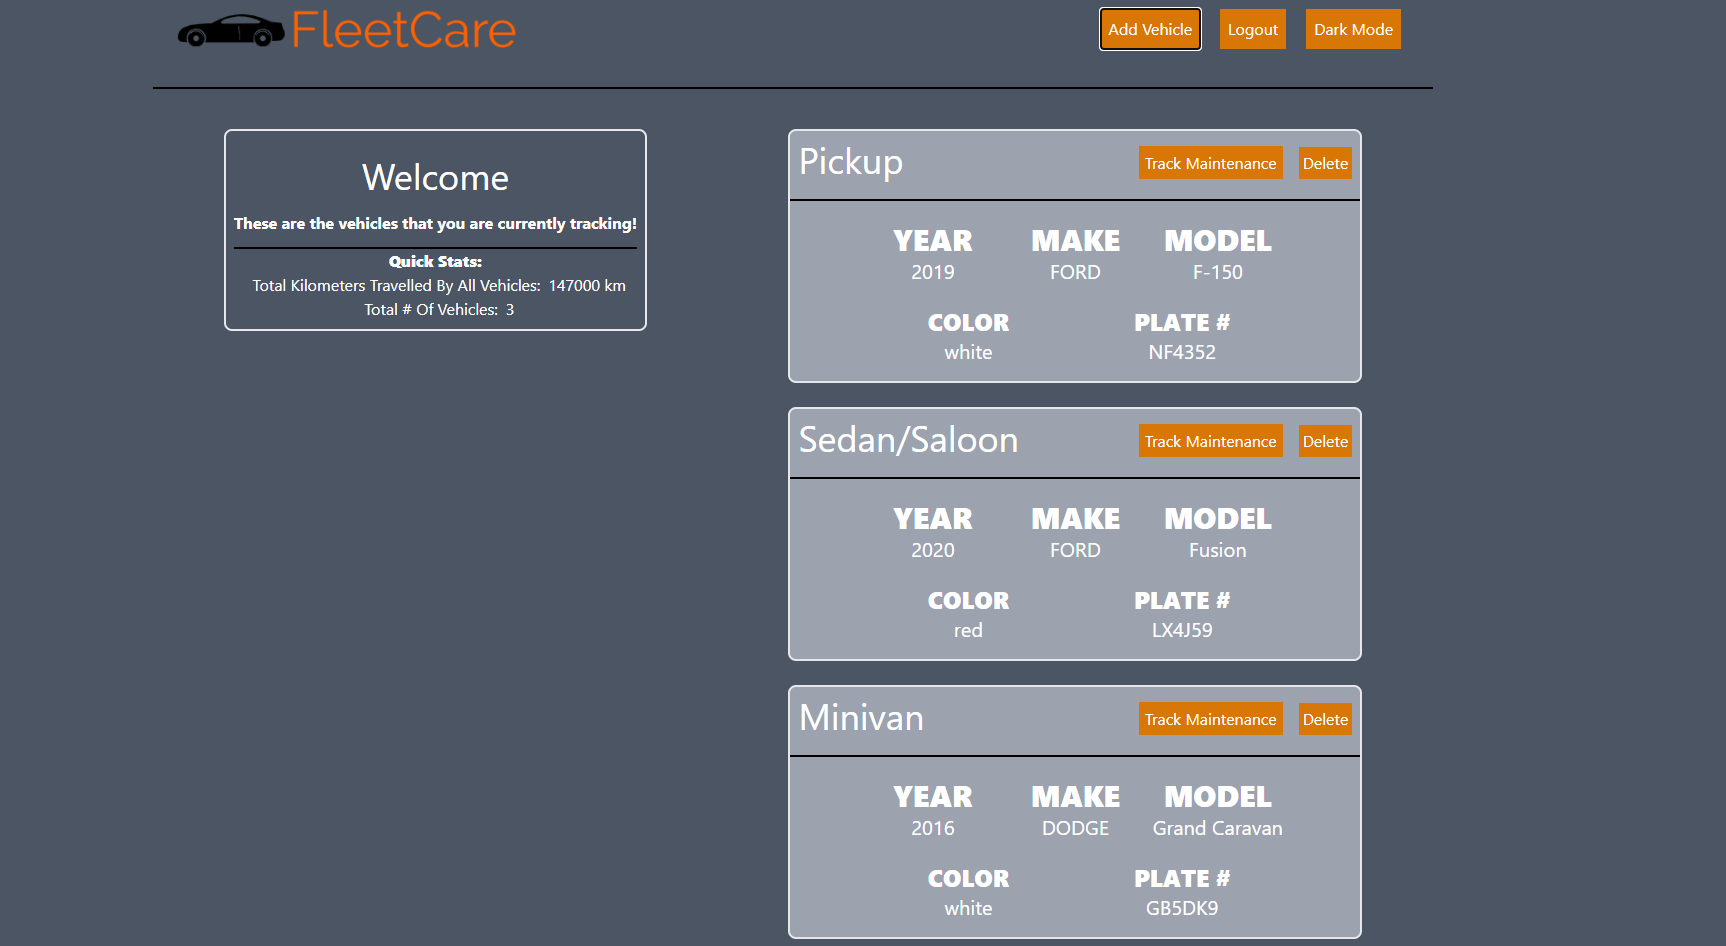 FleetCare
Add Vehicle Logout Dark Mode
Welcome
These are the vehicles that you are currently tracking!
Quick Stats:
Total Kilometers Travelled By All Vehicles: 147000 km
Total # Of Vehicles: 3
Pickup Track Maintenance Delete
YEAR MAKE MODEL
2019 FORD F-150
COLOR PLATE #
white NF4352
Sedan/Saloon Track Maintenance Delete
YEAR MAKE MODEL
2020 FORD Fusion
COLOR PLATE #
red LX4J59
Minivan Track Maintenance Delete
YEAR MAKE MODEL
2016 DODGE Grand Caravan
COLOR PLATE #
white GB5DK9